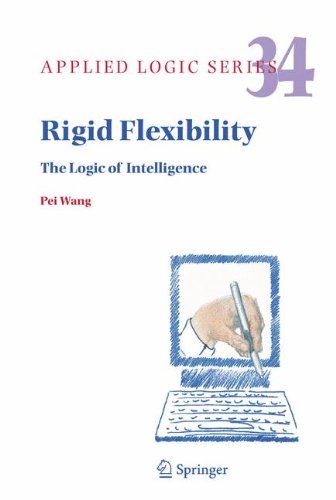 APPLIED LOGIC SERIES 34
Rigid Flexibility
The Logic of Intelligence
Pei Wang
Springer